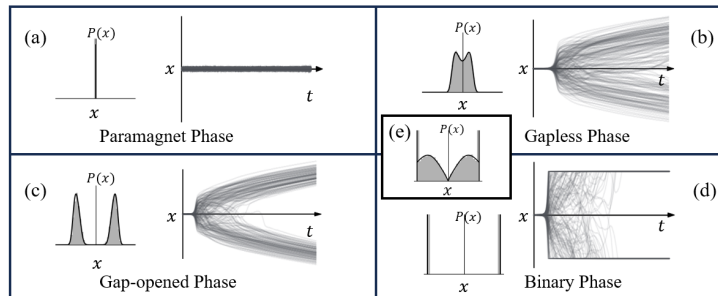 (a)
P(x)
x
x
t
Paramagnet Phase
(b)
P(x)
x
x
t
Gapless Phase
(c)
P(x)
x
x
t
Gap-opened Phase
(e)
P(x)
x
(d)
P(x)
x
x
t
Binary Phase